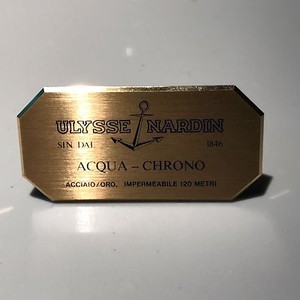 ULYSSE NARDIN
SIN DAL 1846
ACQUA - CHRONO
ACCIAIO/ORO, IMPERMEABILE 120 METRI